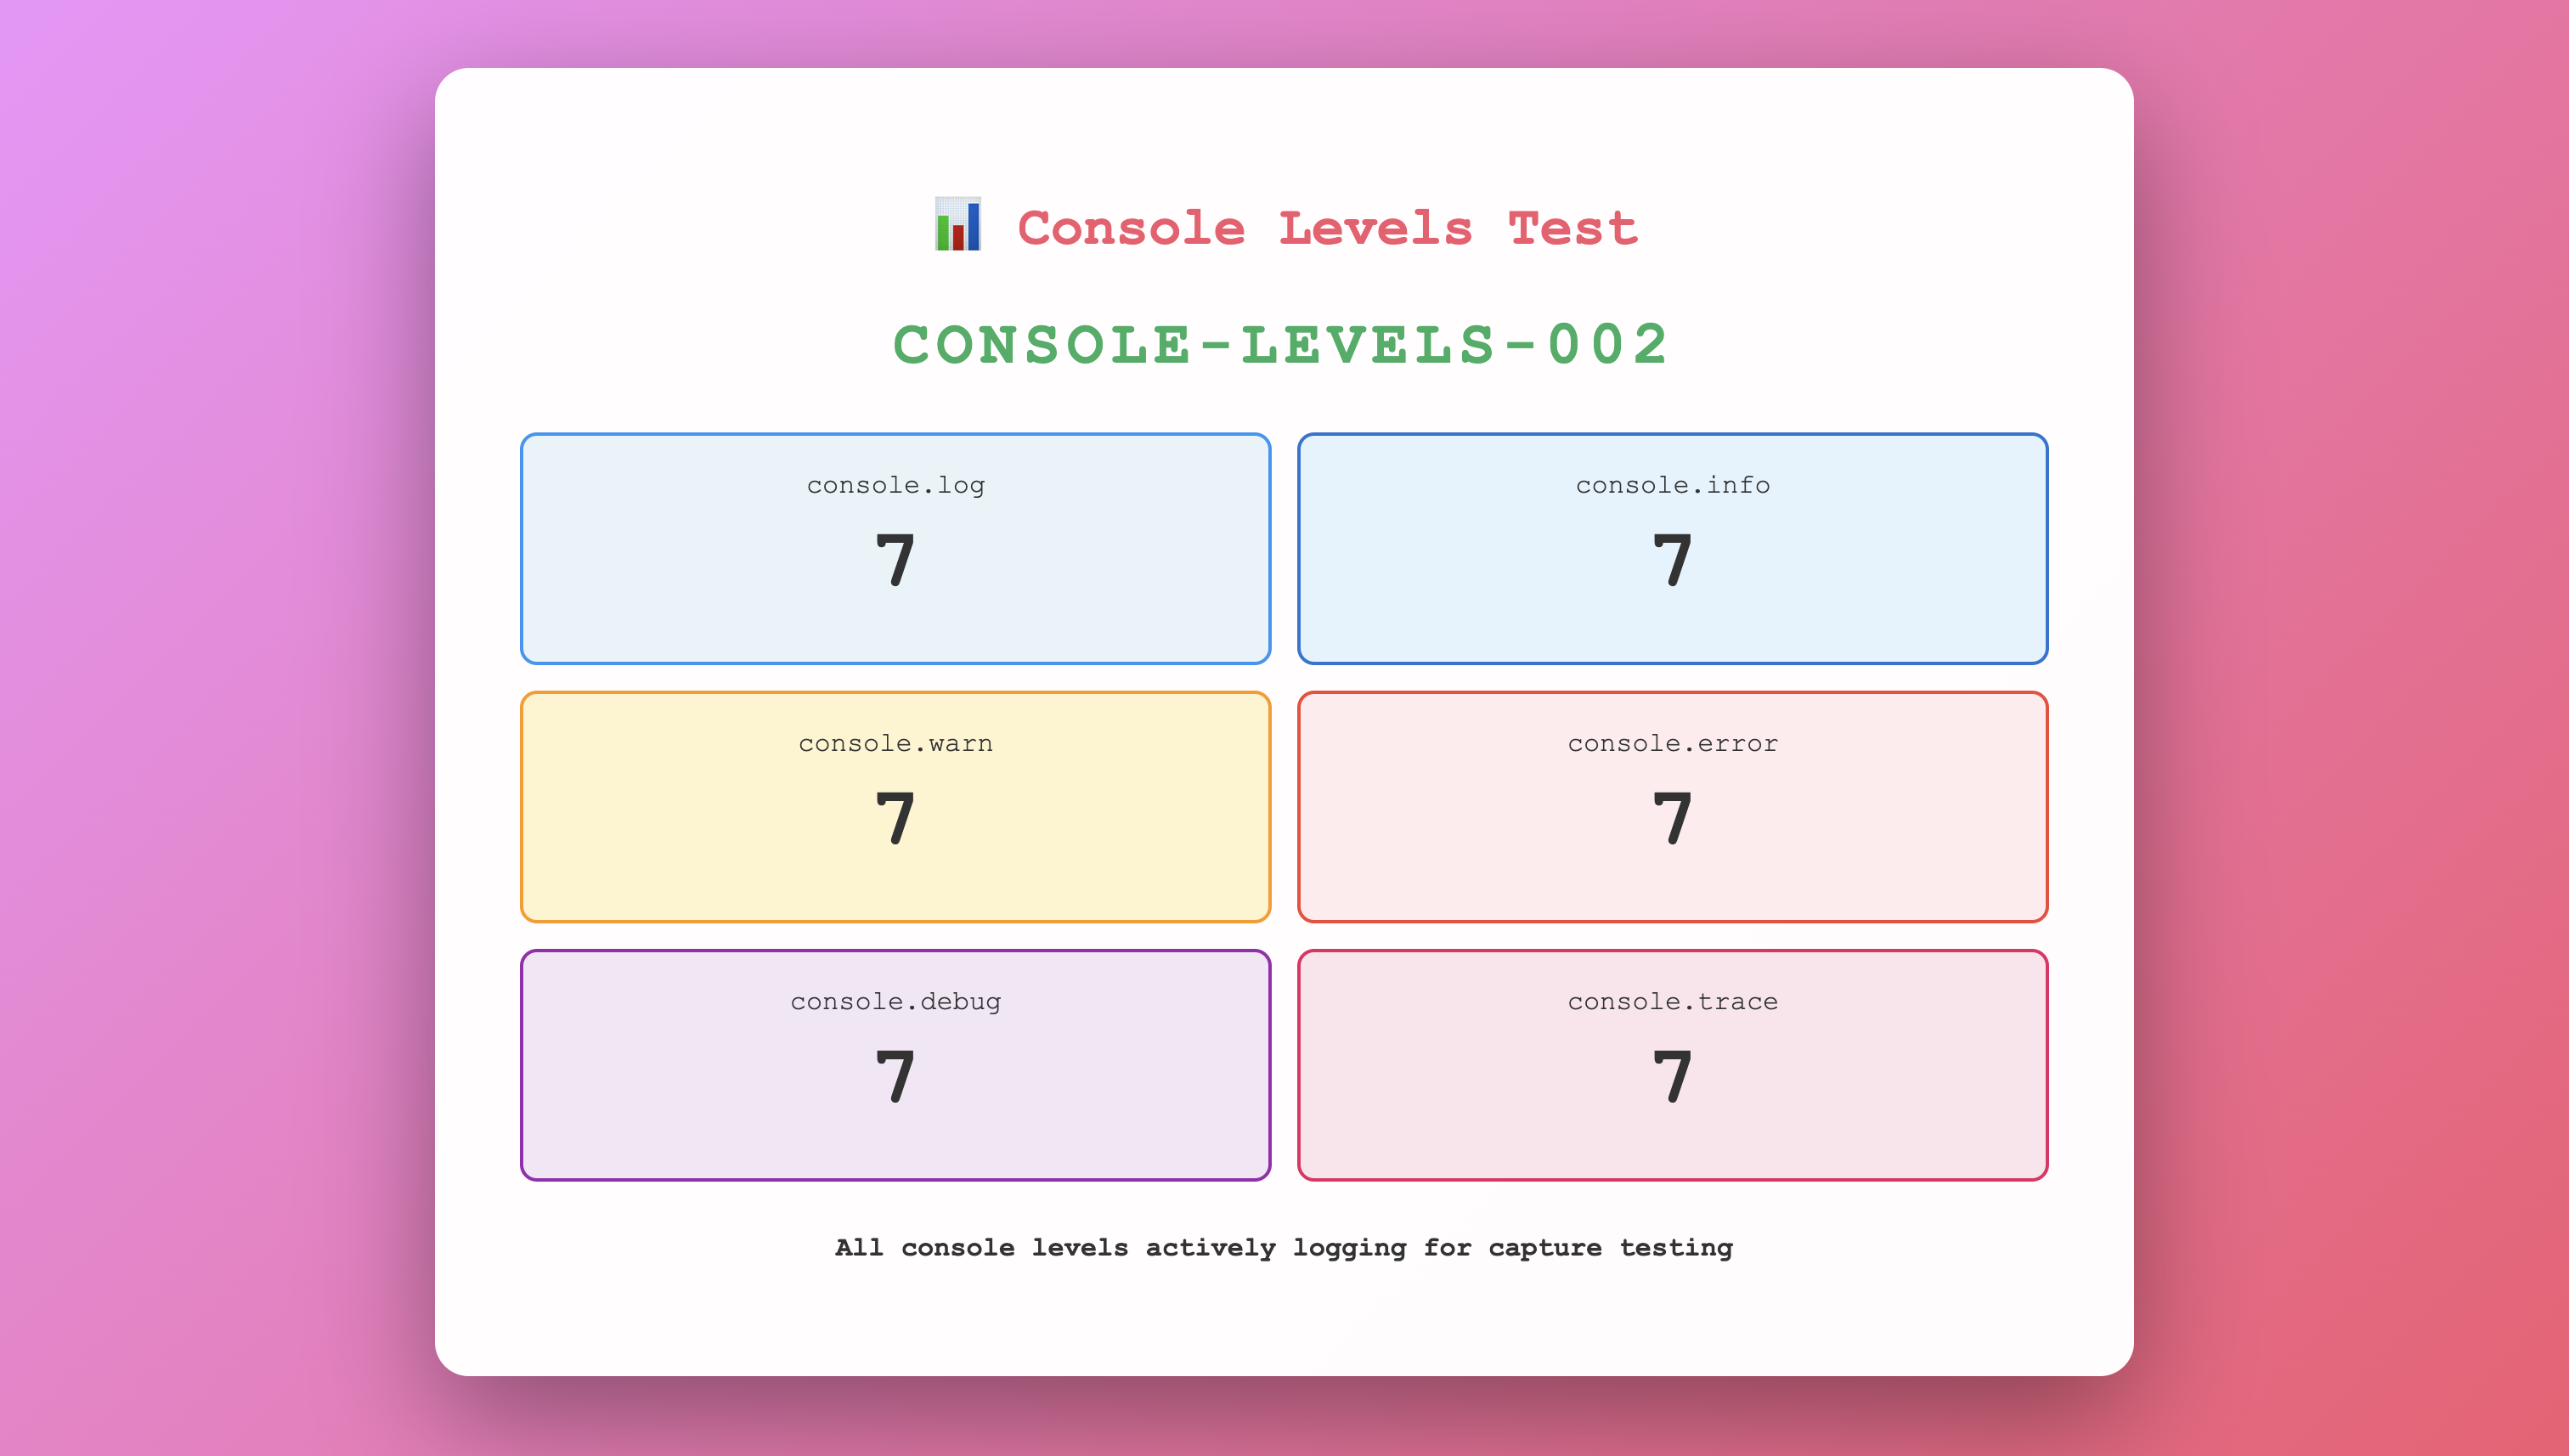 📊 Console Levels Test
CONSOLE-LEVELS-002
console.log
7
console.info
7
console.warn
7
console.error
7
console.debug
7
console.trace
7
All console levels actively logging for capture testing